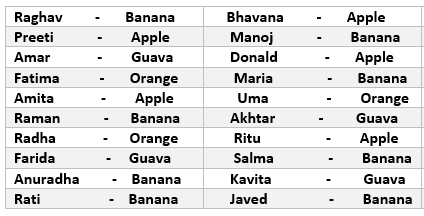 Raghav - Banana Bhavana - Apple
Preeti - Apple Manoj - Banana
Amar - Guava Donald - Apple
Fatima - Orange Maria - Banana
Amita - Apple Uma - Orange
Raman - Banana Akhtar - Guava
Radha - Orange Ritu - Apple
Farida - Guava Salma - Banana
Anuradha - Banana Kavita - Guava
Rati - Banana Javed - Banana